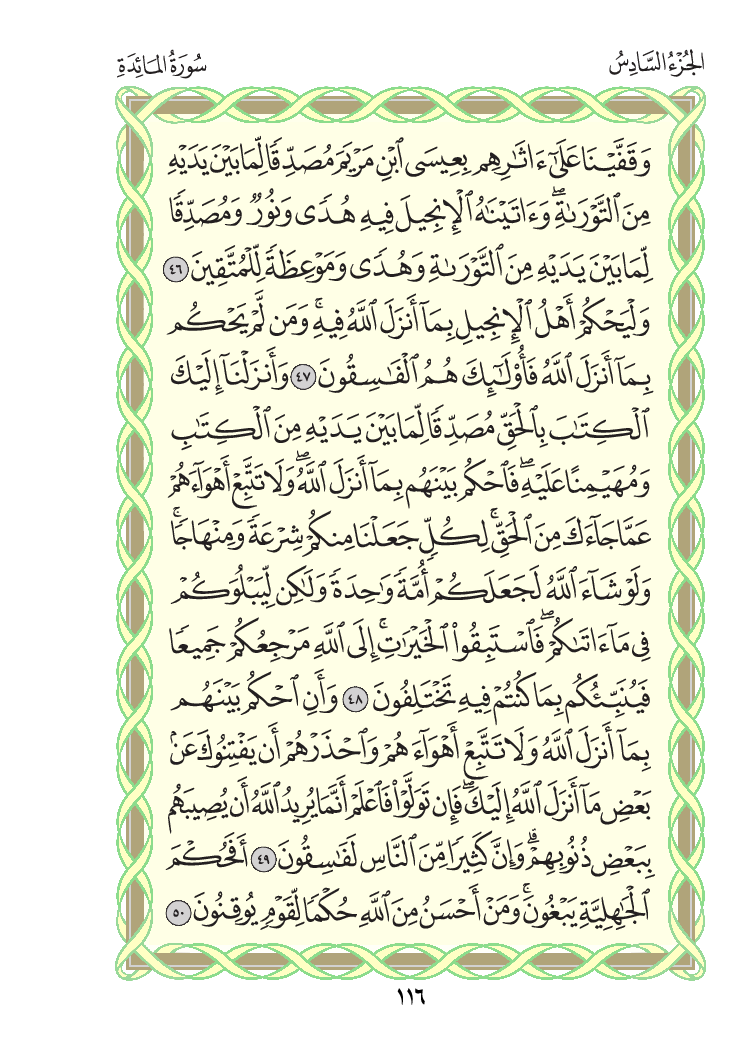 الجُزْءُ السَّادِسُ
سُورَةُ المَائِدَةِ
وَقَفَّيْنَا عَلَىٰٓ ءَاثَٰرِهِم بِعِيسَى ٱبْنِ مَرْيَمَ مُصَدِّقًا لِّمَا بَيْنَ يَدَيْهِ
مِنَ ٱلتَّوْرَىٰةِۖ وَءَاتَيْنَٰهُ ٱلْإِنجِيلَ فِيهِ هُدًى وَنُورٌ وَمُصَدِّقًا
لِّمَا بَيْنَ يَدَيْهِ مِنَ ٱلتَّوْرَىٰةِ وَهُدًى وَمَوْعِظَةً لِّلْمُتَّقِينَ ٤٦
وَلْيَحْكُمْ أَهْلُ ٱلْإِنجِيلِ بِمَآ أَنزَلَ ٱللَّهُ فِيهِۚ وَمَن لَّمْ يَحْكُم
بِمَآ أَنزَلَ ٱللَّهُ فَأُو۟لَٰٓئِكَ هُمُ ٱلْفَٰسِقُونَ ٤٧ وَأَنزَلْنَآ إِلَيْكَ
ٱلْكِتَٰبَ بِٱلْحَقِّ مُصَدِّقًا لِّمَا بَيْنَ يَدَيْهِ مِنَ ٱلْكِتَٰبِ
وَمُهَيْمِنًا عَلَيْهِۖ فَٱحْكُم بَيْنَهُم بِمَآ أَنزَلَ ٱللَّهُۖ وَلَا تَتَّبِعْ أَهْوَآءَهُمْ
عَمَّا جَآءَكَ مِنَ ٱلْحَقِّۚ لِكُلٍّ جَعَلْنَا مِنكُمْ شِرْعَةً وَمِنْهَاجًاۚ
وَلَوْ شَآءَ ٱللَّهُ لَجَعَلَكُمْ أُمَّةً وَٰحِدَةً وَلَٰكِن لِّيَبْلُوَكُمْ
فِى مَآ ءَاتَىٰكُمْۖ فَٱسْتَبِقُوا۟ ٱلْخَيْرَٰتِۚ إِلَى ٱللَّهِ مَرْجِعُكُمْ جَمِيعًا
فَيُنَبِّئُكُم بِمَا كُنتُمْ فِيهِ تَخْتَلِفُونَ ٤٨ وَأَنِ ٱحْكُم بَيْنَهُم
بِمَآ أَنزَلَ ٱللَّهُ وَلَا تَتَّبِعْ أَهْوَآءَهُمْ وَٱحْذَرْهُمْ أَن يَفْتِنُوكَ عَنۢ
بَعْضِ مَآ أَنزَلَ ٱللَّهُ إِلَيْكَۖ فَإِن تَوَلَّوْا۟ فَٱعْلَمْ أَنَّمَا يُرِيدُ ٱللَّهُ أَن يُصِيبَهُم
بِبَعْضِ ذُنُوبِهِمْۗ وَإِنَّ كَثِيرًا مِّنَ ٱلنَّاسِ لَفَٰسِقُونَ ٤٩ أَفَحُكْمَ
ٱلْجَٰهِلِيَّةِ يَبْغُونَۚ وَمَنْ أَحْسَنُ مِنَ ٱللَّهِ حُكْمًا لِّقَوْمٍ يُوقِنُونَ ٥٠
١١٦